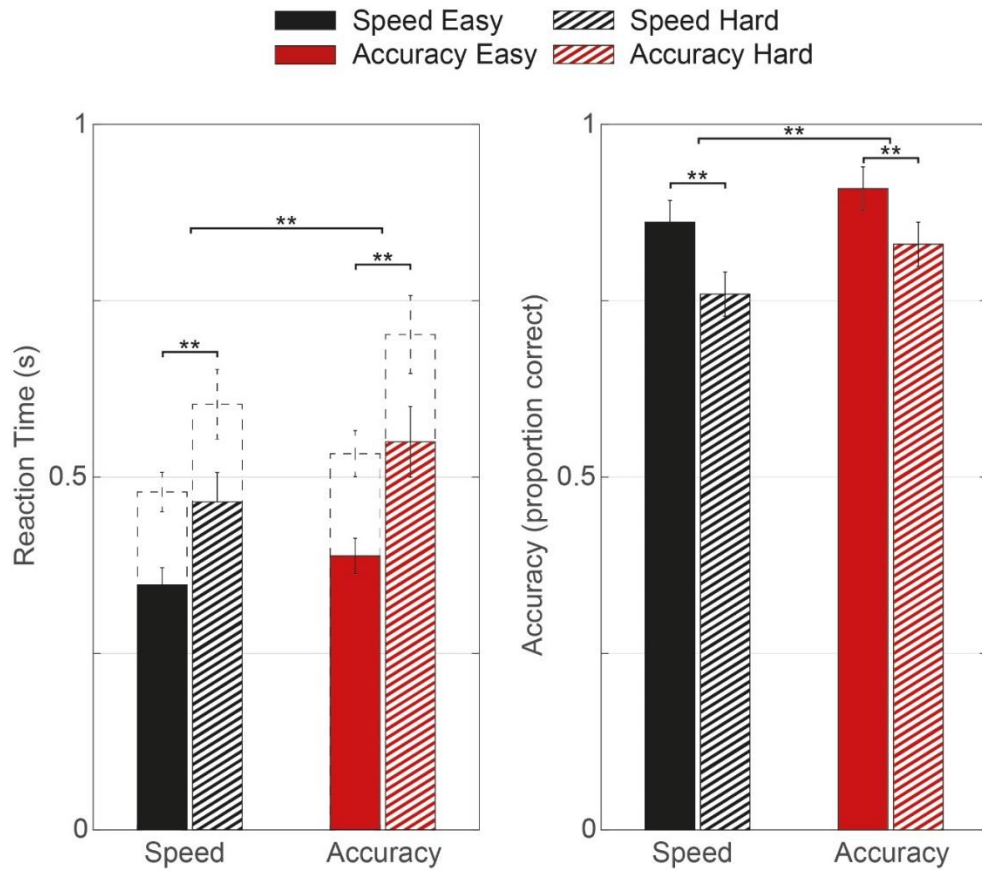 Speed Easy Speed Hard
Accuracy Easy Accuracy Hard
Reaction Time (s)
1
0.5
0
**
**
**
Speed Accuracy
Accuracy (proportion correct)
1
0.5
0
**
**
**
Speed Accuracy